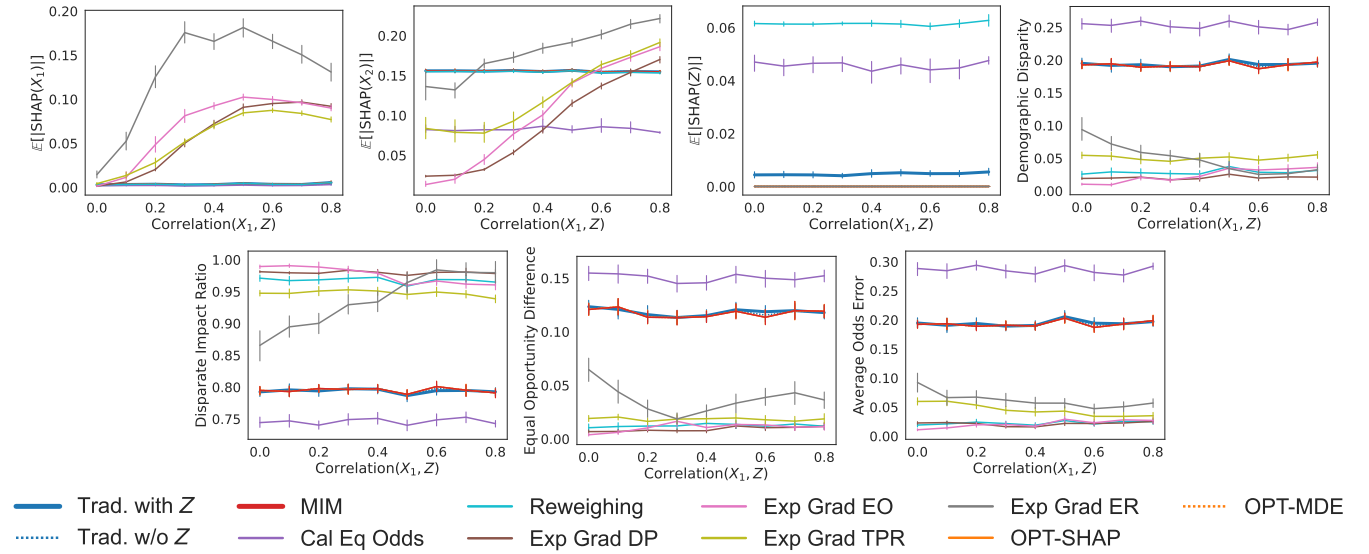 𝔼[|SHAP(X₁)|]
0.20
0.15
0.10
0.05
0.00
0.0 0.2 0.4 0.6 0.8
Correlation(X₁, Z)
𝔼[|SHAP(X₂)|]
0.20
0.15
0.10
0.05
0.0 0.2 0.4 0.6 0.8
Correlation(X₁, Z)
𝔼[|SHAP(Z)|]
0.06
0.04
0.02
0.00
0.0 0.2 0.4 0.6 0.8
Correlation(X₁, Z)
Demographic Disparity
0.25
0.20
0.15
0.10
0.05
0.00
0.0 0.2 0.4 0.6 0.8
Correlation(X₁, Z)
Disparate Impact Ratio
1.00
0.95
0.90
0.85
0.80
0.75
0.0 0.2 0.4 0.6 0.8
Correlation(X₁, Z)
Equal Opportunity Difference
0.15
0.10
0.05
0.00
0.0 0.2 0.4 0.6 0.8
Correlation(X₁, Z)
Average Odds Error
0.30
0.25
0.20
0.15
0.10
0.05
0.00
0.0 0.2 0.4 0.6 0.8
Correlation(X₁, Z)
Trad. with Z MIM Reweighing Exp Grad EO Exp Grad ER OPT-MDE
Trad. w/o Z Cal Eq Odds Exp Grad DP Exp Grad TPR OPT-SHAP